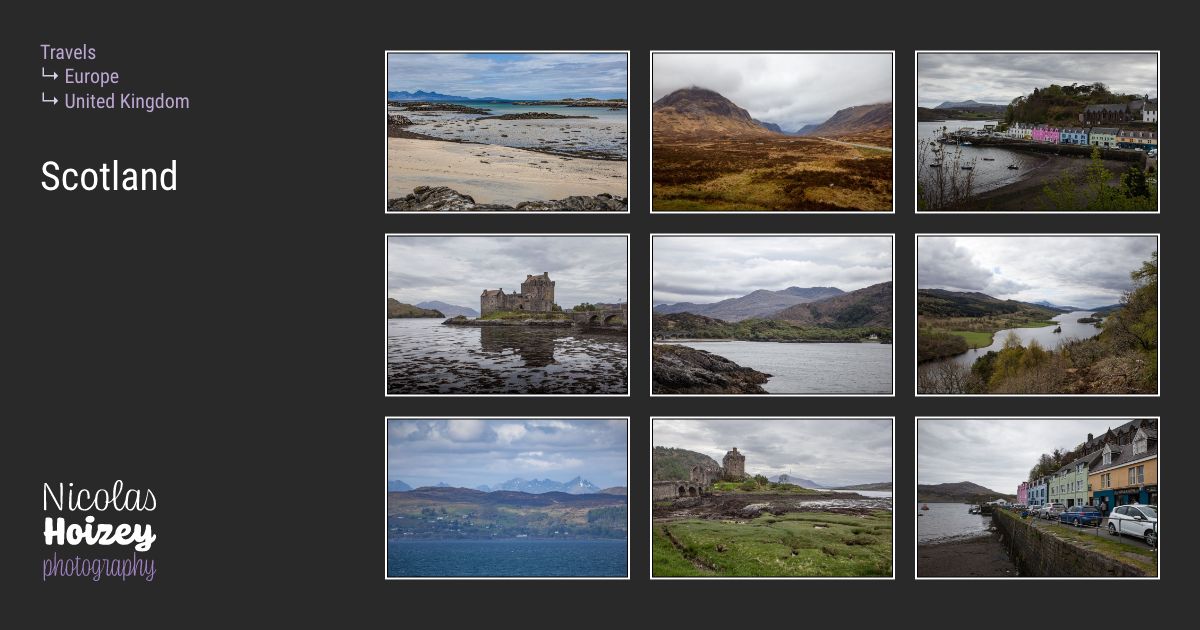 Travels
↳ Europe
↳ United Kingdom
Scotland
Nicolas
Hoizey
photography